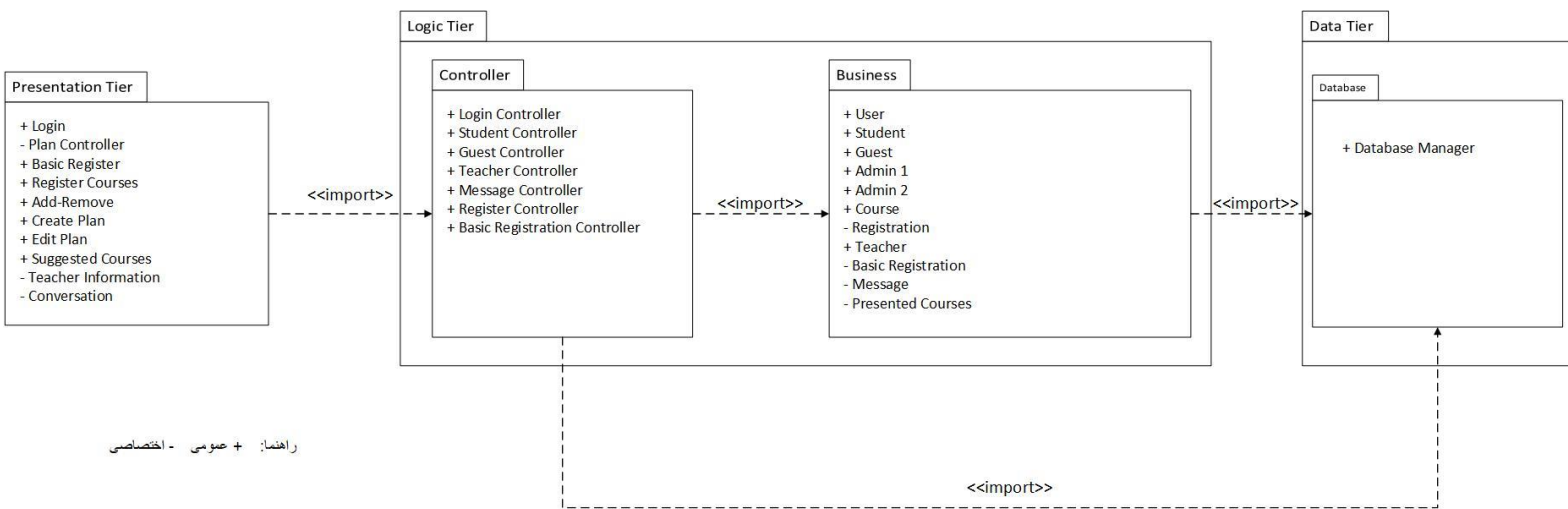 Presentation Tier
+ Login
- Plan Controller
+ Basic Register
+ Register Courses
+ Add-Remove
+ Create Plan
+ Edit Plan
+ Suggested Courses
- Teacher Information
- Conversation
<<import>>
Logic Tier
Controller
+ Login Controller
+ Student Controller
+ Guest Controller
+ Teacher Controller
+ Message Controller
+ Register Controller
+ Basic Registration Controller
<<import>>
Business
+ User
+ Student
+ Guest
+ Admin 1
+ Admin 2
+ Course
- Registration
+ Teacher
- Basic Registration
- Message
- Presented Courses
<<import>>
Data Tier
Database
+ Database Manager
<<import>>
راهنما: + عمومی - اختصاصی